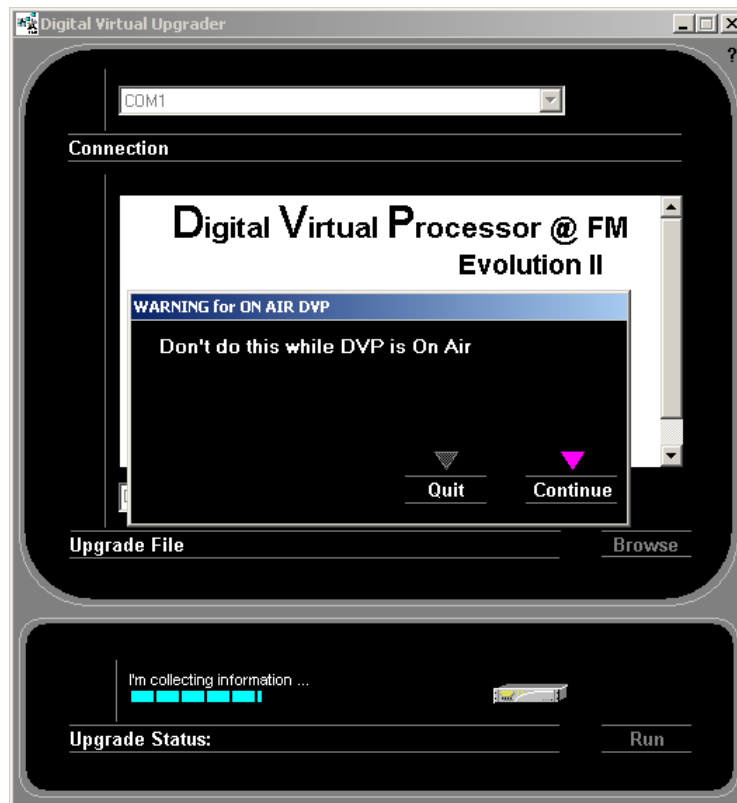 Digital Virtual Upgrader
?
COM1
Connection
Digital Virtual Processor @ FM
Evolution II
WARNING for ON AIR DVP
Don't do this while DVP is On Air
Quit
Continue
Upgrade File
Browse
I'm collecting information ...
Upgrade Status:
Run